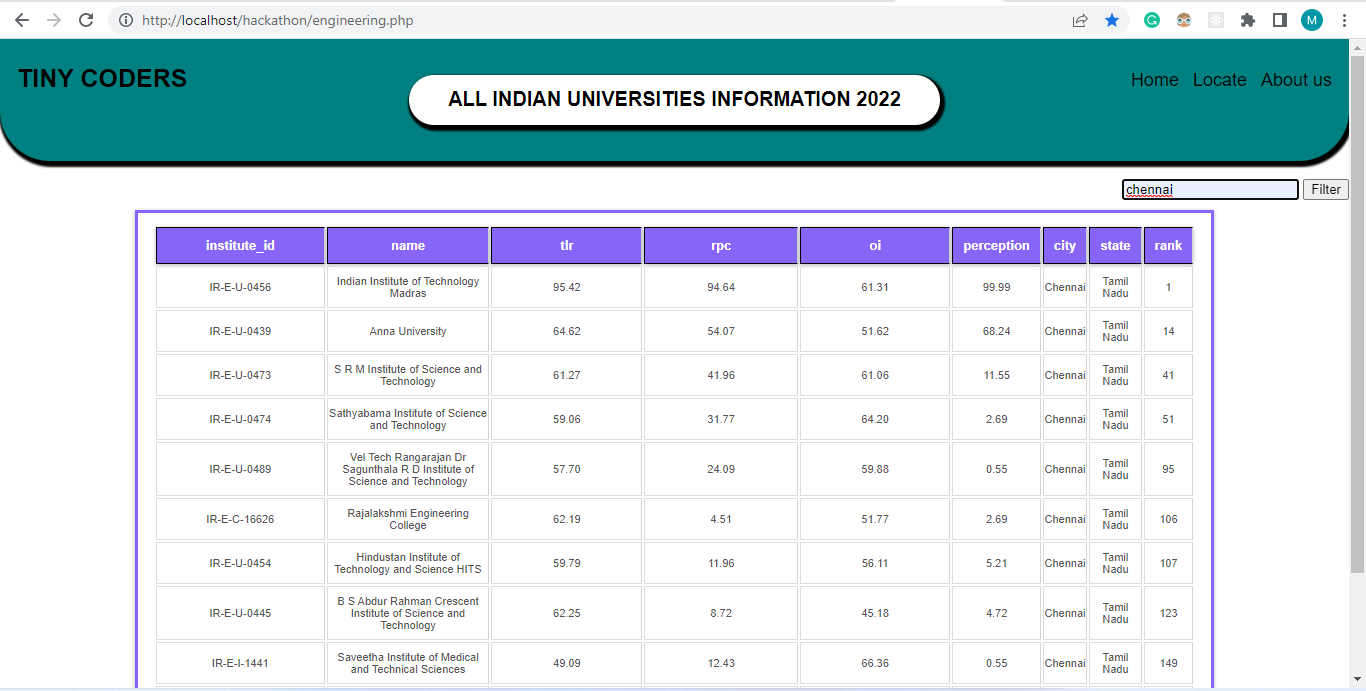 http://localhost/hackathon/engineering.php
G
M
TINY CODERS
Home Locate About us
ALL INDIAN UNIVERSITIES INFORMATION 2022
chennai Filter
institute_id name tlr rpc oi perception city state rank
IR-E-U-0456 Indian Institute of Technology Madras 95.42 94.64 61.31 99.99 Chennai Tamil Nadu 1
IR-E-U-0439 Anna University 64.62 54.07 51.62 68.24 Chennai Tamil Nadu 14
IR-E-U-0473 S R M Institute of Science and Technology 61.27 41.96 61.06 11.55 Chennai Tamil Nadu 41
IR-E-U-0474 Sathyabama Institute of Science and Technology 59.06 31.77 64.20 2.69 Chennai Tamil Nadu 51
IR-E-U-0489 Vel Tech Rangarajan Dr Sagunthala R D Institute of Science and Technology 57.70 24.09 59.88 0.55 Chennai Tamil Nadu 95
IR-E-C-16626 Rajalakshmi Engineering College 62.19 4.51 51.77 2.69 Chennai Tamil Nadu 106
IR-E-U-0454 Hindustan Institute of Technology and Science HITS 59.79 11.96 56.11 5.21 Chennai Tamil Nadu 107
IR-E-U-0445 B S Abdur Rahman Crescent Institute of Science and Technology 62.25 8.72 45.18 4.72 Chennai Tamil Nadu 123
IR-E-I-1441 Saveetha Institute of Medical and Technical Sciences 49.09 12.43 66.36 0.55 Chennai Tamil Nadu 149